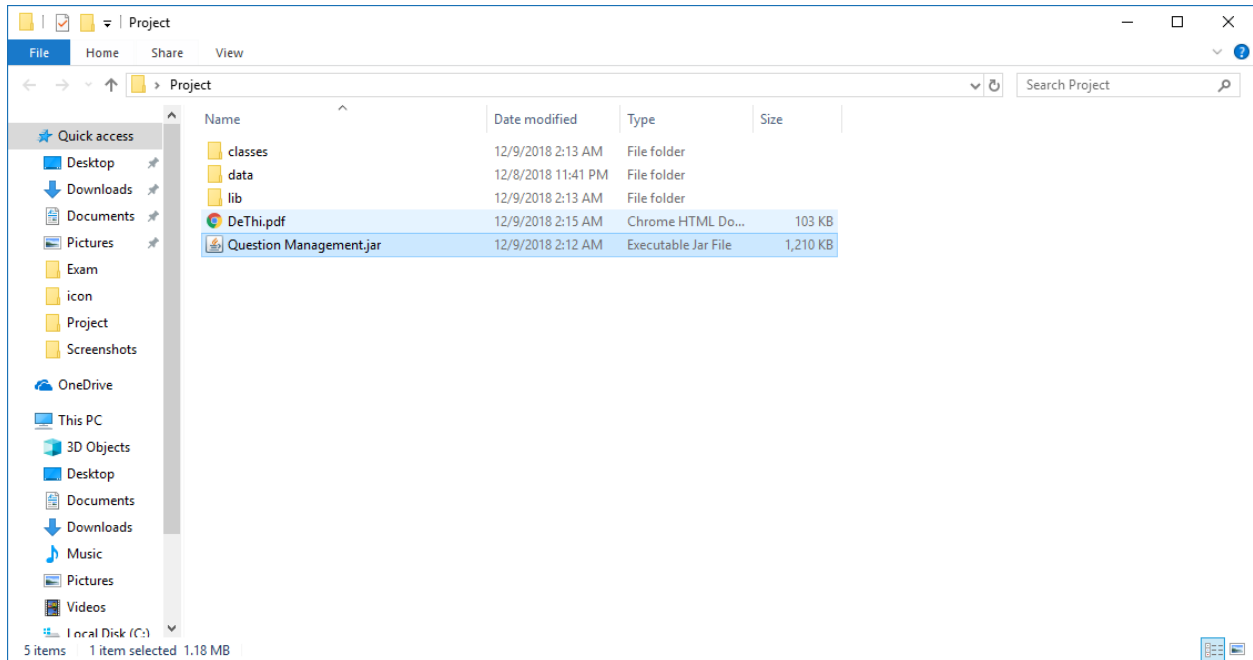 Project
File Home Share View
Project Search Project
Quick access
Desktop
Downloads
Documents
Pictures
Exam
icon
Project
Screenshots
OneDrive
This PC
3D Objects
Desktop
Documents
Downloads
Music
Pictures
Videos
Local Disk (C:)
Name Date modified Type Size
classes 12/9/2018 2:13 AM File folder
data 12/8/2018 11:41 PM File folder
lib 12/9/2018 2:13 AM File folder
DeThi.pdf 12/9/2018 2:15 AM Chrome HTML Do... 103 KB
Question Management.jar 12/9/2018 2:12 AM Executable Jar File 1,210 KB
5 items 1 item selected 1.18 MB